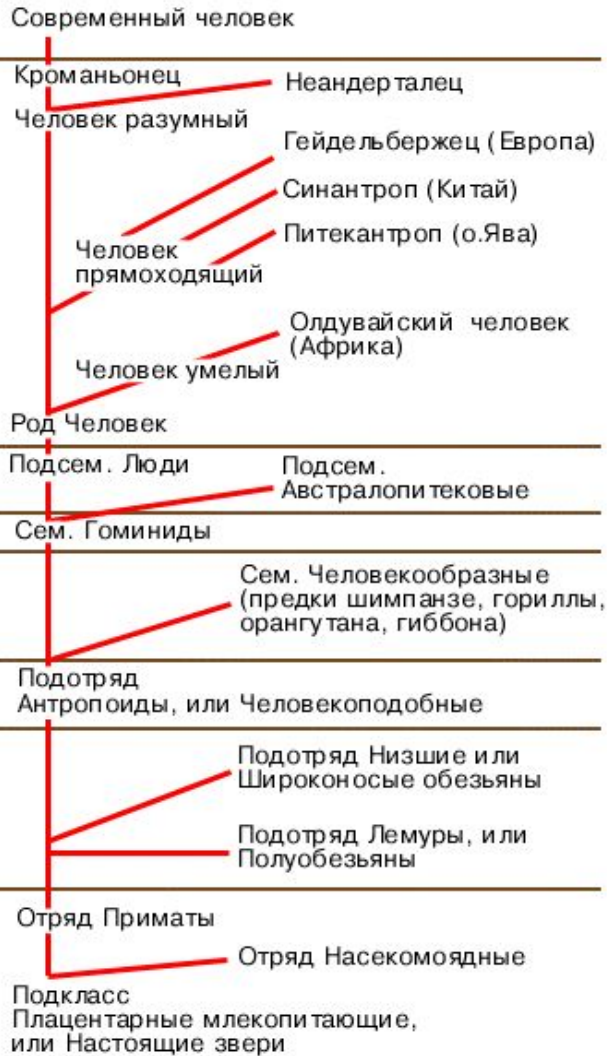 Современный человек
Кроманьонец
Неандерталец
Человек разумный
Гейдельбержец (Европа)
Синантроп (Китай)
Питекантроп (о.Ява)
Человек
прямоходящий
Олдувайский человек
(Африка)
Человек умелый
Род Человек
Подсем. Люди
Подсем.
Австралопитековые
Сем. Гоминиды
Сем. Человекообразные
(предки шимпанзе, гориллы,
орангутана, гиббона)
Подотряд
Антропоиды, или Человекоподобные
Подотряд Низшие или
Широконосые обезьяны
Подотряд Лемуры, или
Полуобезьяны
Отряд Приматы
Отряд Насекомоядные
Подкласс
Плацентарные млекопитающие,
или Настоящие звери